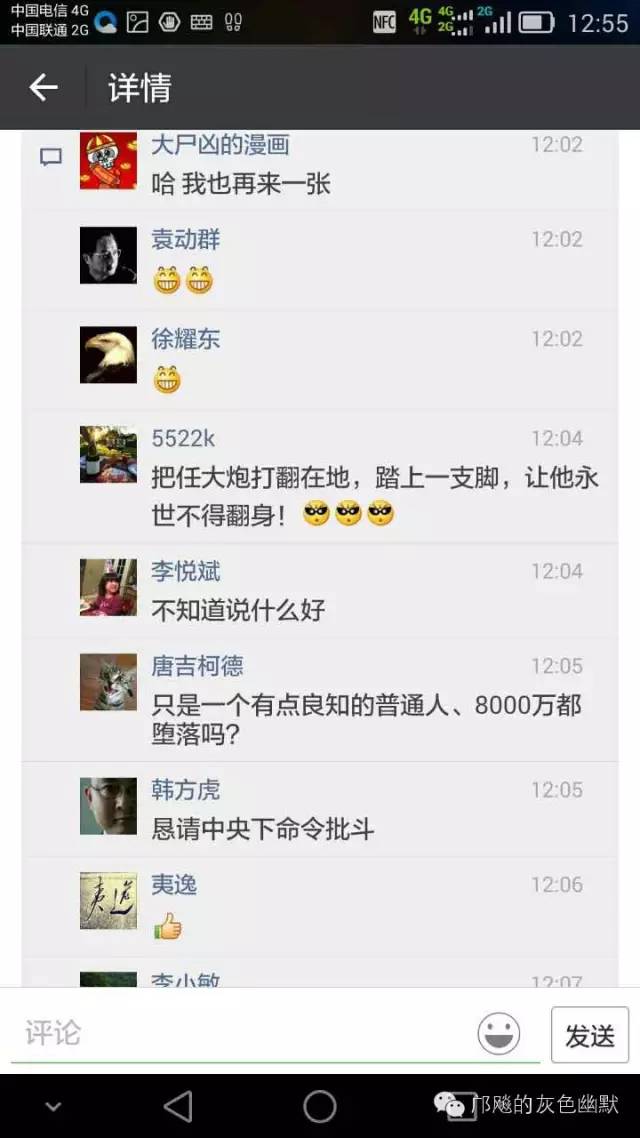 中国电信 4G
中国联通 2G
NFC 4G 4G 2G 2G 12:55
详情
大尸凶的漫画 12:02
哈 我也再来一张
袁动群 12:02
徐耀东 12:02
5522k 12:04
把任大炮打翻在地，踏上一支脚，让他永
世不得翻身！
李悦斌 12:04
不知道说什么好
唐吉柯德 12:05
只是一个有点良知的普通人、8000万都
堕落吗？
韩方虎 12:05
恳请中央下命令批斗
夷逸 12:06
夷逸
李小敏 12:07
评论 发送
邝飚的灰色幽默